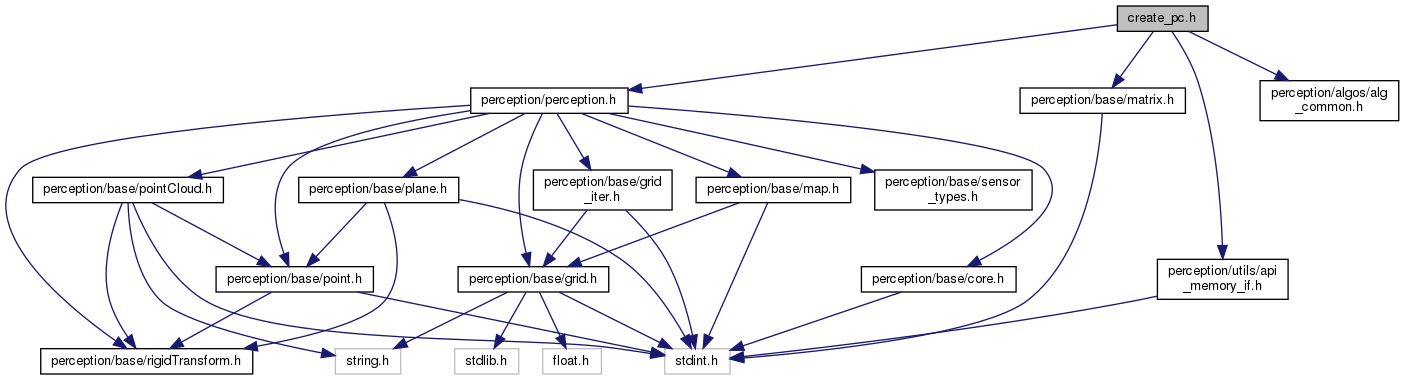 create_pc.h
perception/perception.h
perception/base/matrix.h
perception/algos/alg
_common.h
perception/base/pointCloud.h
perception/base/plane.h
perception/base/grid
_iter.h
perception/base/map.h
perception/base/sensor
_types.h
perception/base/point.h
perception/base/grid.h
perception/base/core.h
perception/utils/api
_memory_if.h
perception/base/rigidTransform.h
string.h
stdlib.h
float.h
stdint.h